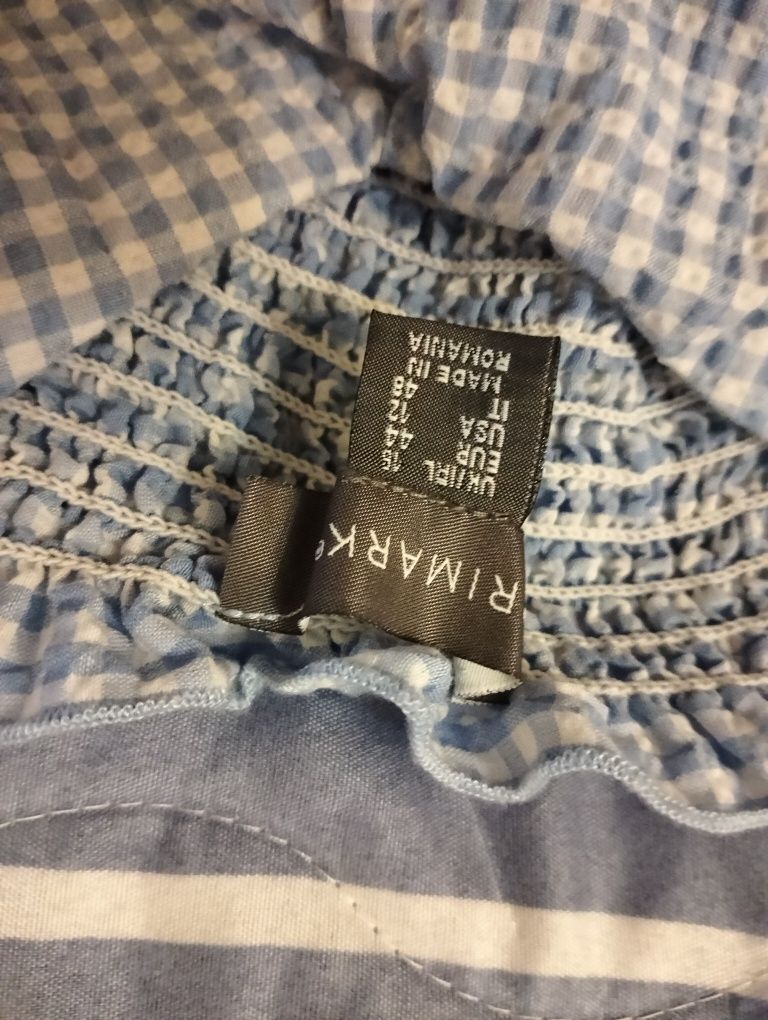 RIMARK®
UK/IRL 16
EUR 44
USA 12
IT 48
MADE IN
ROMANIA